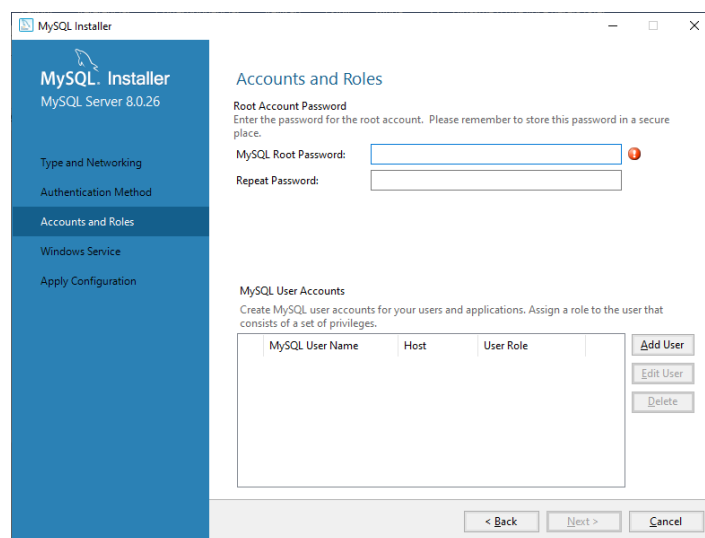 MySQL Installer
MySQL. Installer
MySQL Server 8.0.26
Type and Networking
Authentication Method
Accounts and Roles
Windows Service
Apply Configuration
Accounts and Roles
Root Account Password
Enter the password for the root account. Please remember to store this password in a secure
place.
MySQL Root Password:
Repeat Password:
MySQL User Accounts
Create MySQL user accounts for your users and applications. Assign a role to the user that
consists of a set of privileges.
MySQL User Name Host User Role
Add User
Edit User
Delete
< Back Next > Cancel